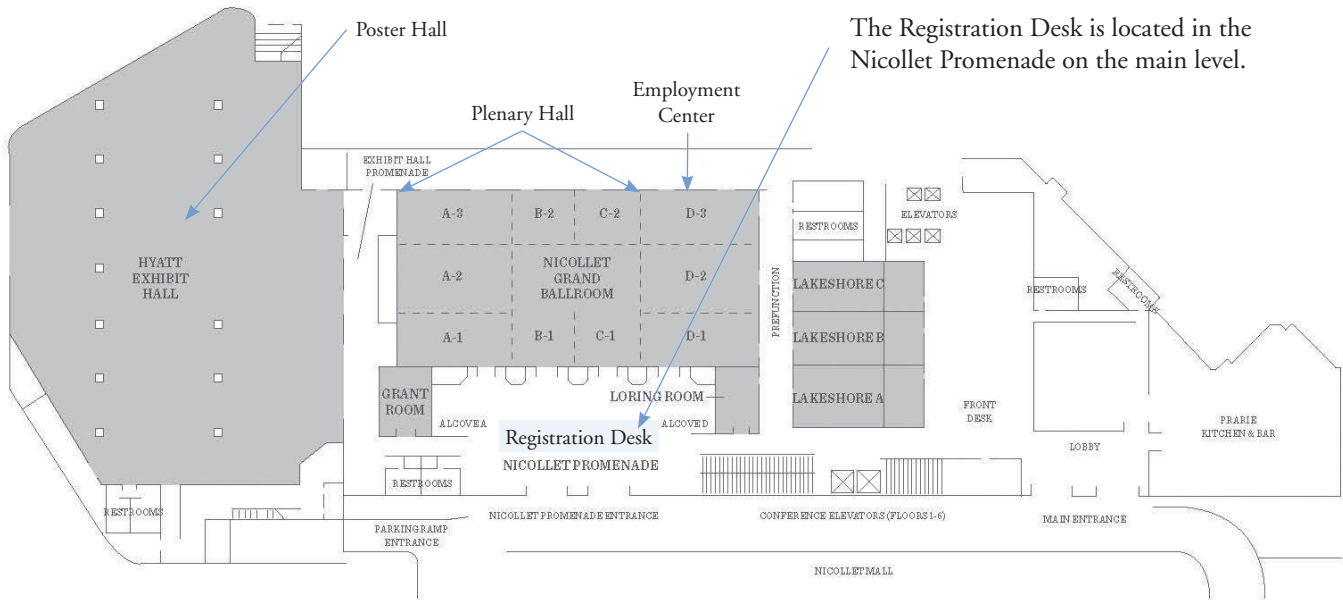 Poster Hall
The Registration Desk is located in the
Nicollet Promenade on the main level.
Employment
Center
Plenary Hall
EXHIBIT HALL
PROMENADE
A-3
B-2
C-2
D-3
RESTROOMS
ELEVATORS
HYATT
EXHIBIT
HALL
A-2
NICOLLET
GRAND
BALLROOM
D-2
PREFUNCTION
LAKESHORE C
RESTROOMS
RESTROOMS
A-1
B-1
C-1
D-1
LAKESHORE B
GRANT
ROOM
LORING ROOM
LAKESHORE A
ALCOVE A
ALCOVE D
FRONT
DESK
PRARIE
KITCHEN & BAR
Registration Desk
LOBBY
NICOLLET PROMENADE
RESTROOMS
RESTROOMS
NICOLLET PROMENADE ENTRANCE
CONFERENCE ELEVATORS (FLOORS 1-6)
MAIN ENTRANCE
PARKING RAMP
ENTRANCE
NICOLLET MALL